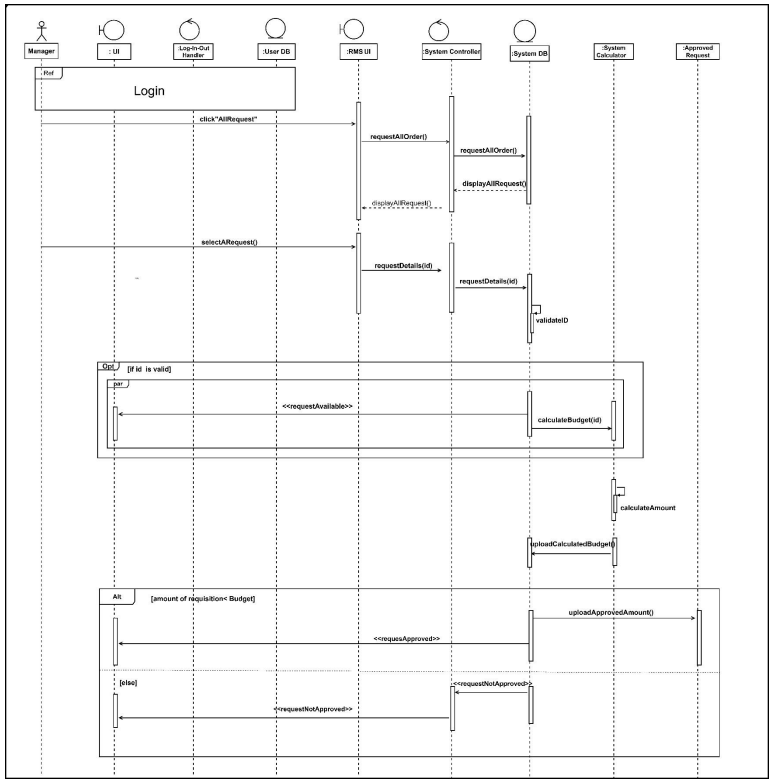 Manager
: UI
:Log-In-Out
Handler
:User DB
:RMS UI
:System Controller
:System DB
:System
Calculator
:Approved
Request
Ref
Login
click"AllRequest"
requestAllOrder()
requestAllOrder()
displayAllRequest()
displayAllRequest()
selectARequest()
requestDetails(id)
requestDetails(id)
validateID
Opt
[if id is valid]
par
<<requestAvailable>>
calculateBudget(id)
calculateAmount
uploadCalculatedBudget()
Alt
[amount of requisition< Budget]
uploadApprovedAmount()
<<requesApproved>>
[else]
<<requestNotApproved>>
<<requestNotApproved>>